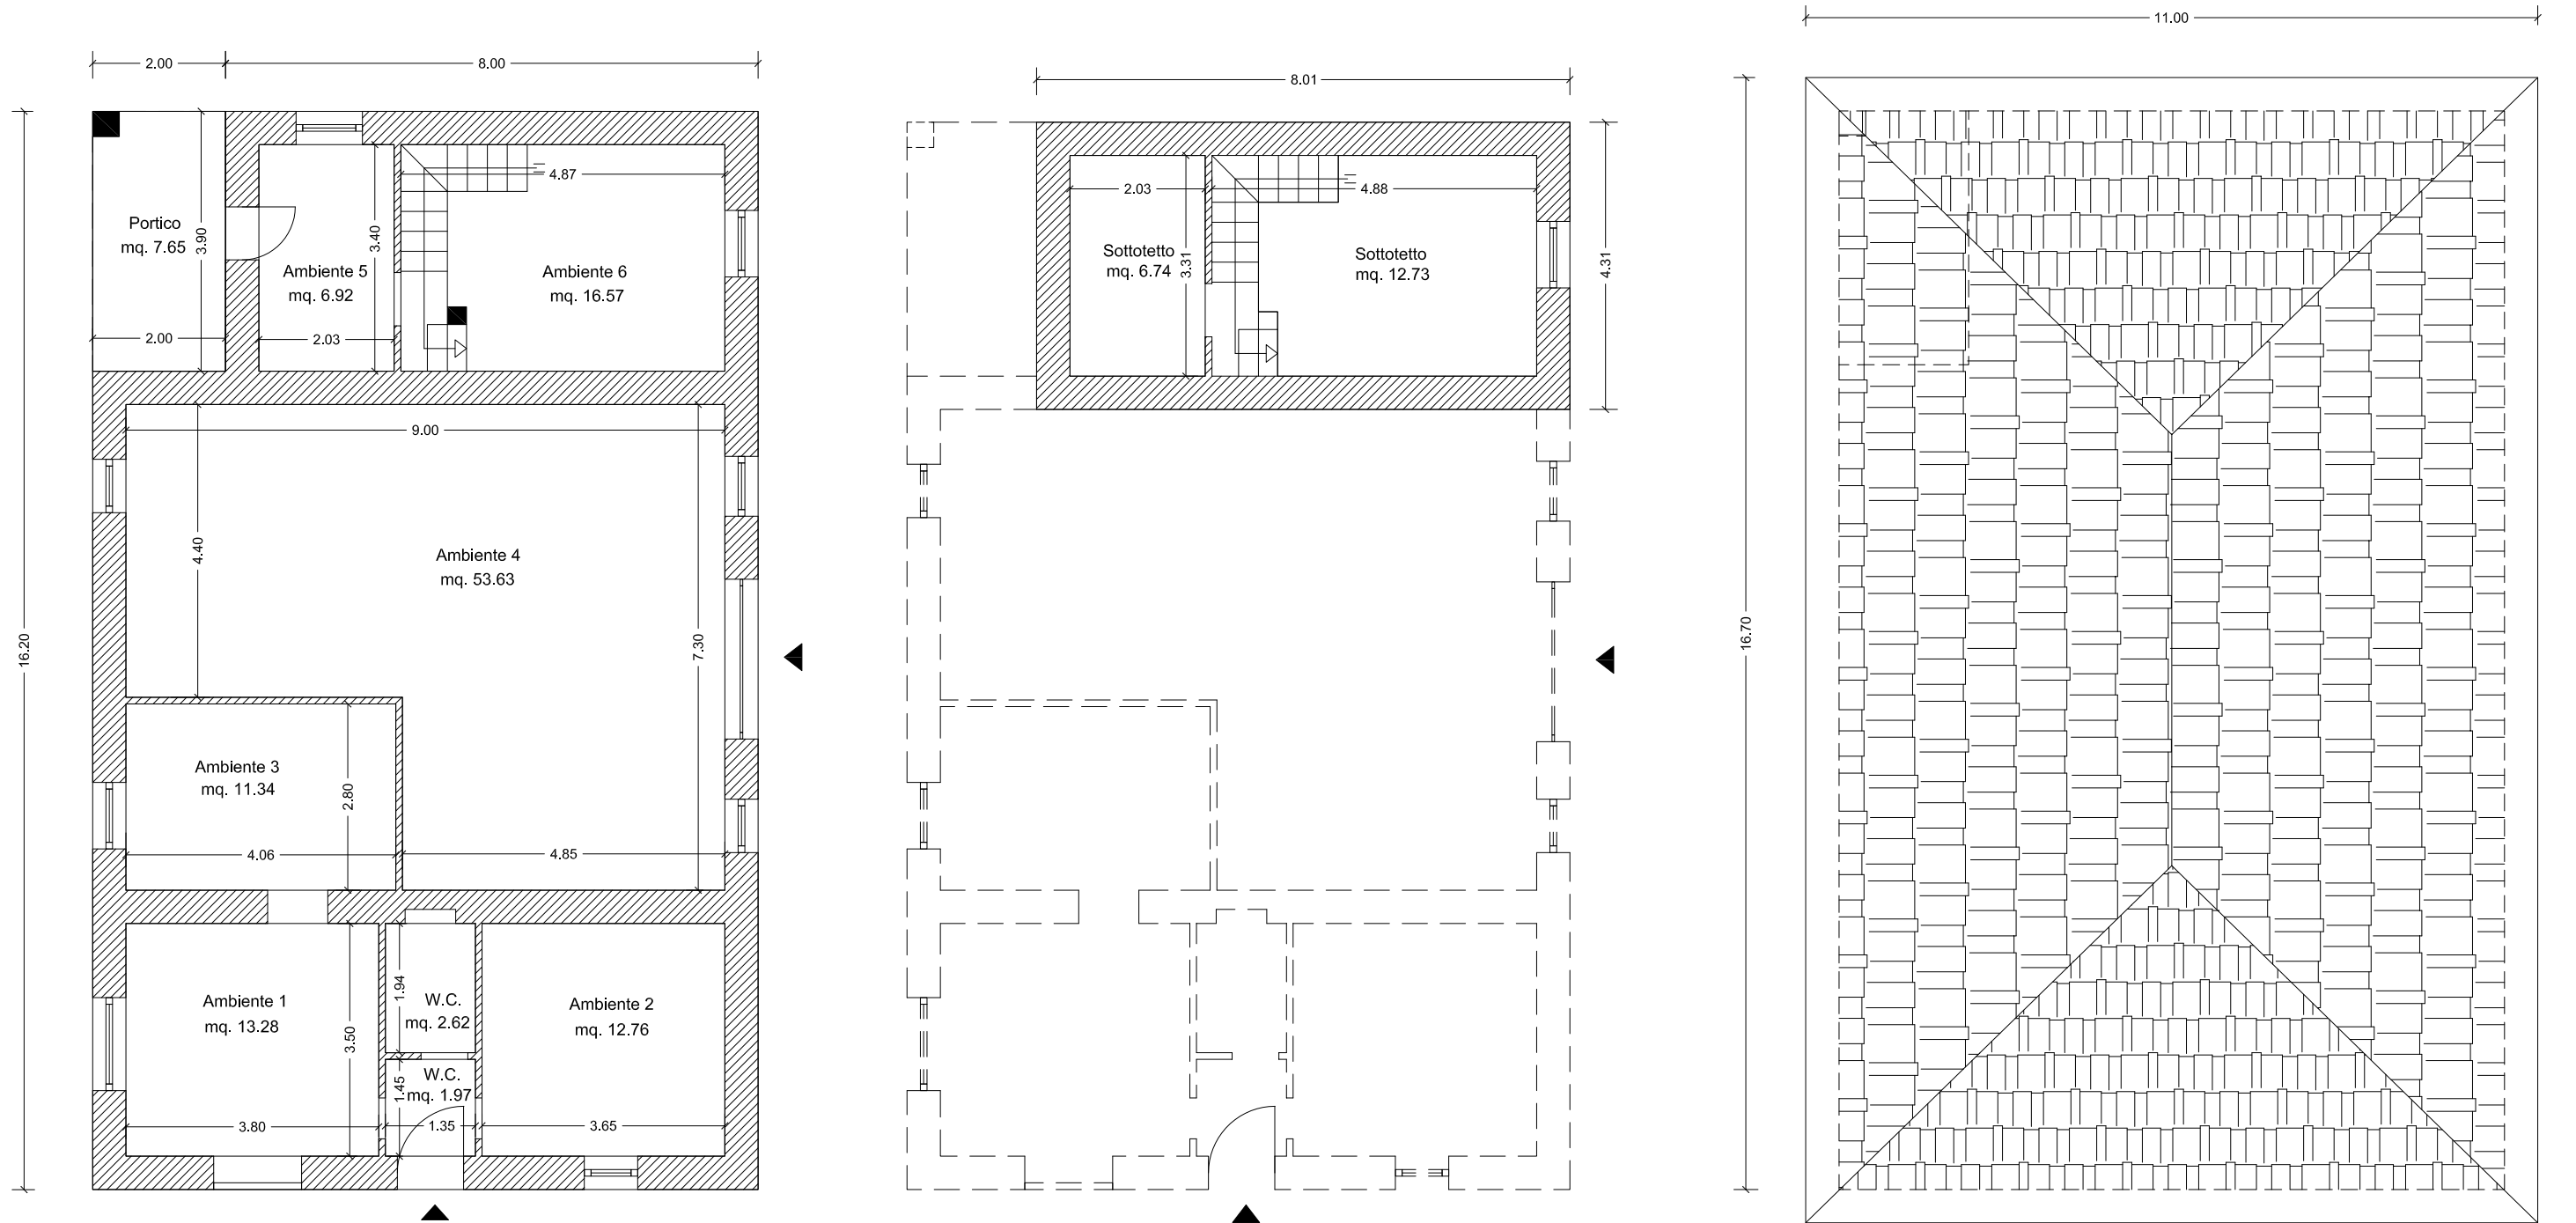 2.00
8.00
16.20
Portico
mq. 7.65
3.90
2.00
Ambiente 5
mq. 6.92
3.40
2.03
4.87
Ambiente 6
mq. 16.57
9.00
4.40
Ambiente 4
mq. 53.63
7.30
Ambiente 3
mq. 11.34
2.80
4.06
4.85
Ambiente 1
mq. 13.28
3.50
3.80
1.94
W.C.
mq. 2.62
W.C.
mq. 1.97
1.45
1.35
Ambiente 2
mq. 12.76
3.65
8.01
2.03
4.88
Sottotetto
mq. 6.74
3.31
Sottotetto
mq. 12.73
4.31
11.00
16.70